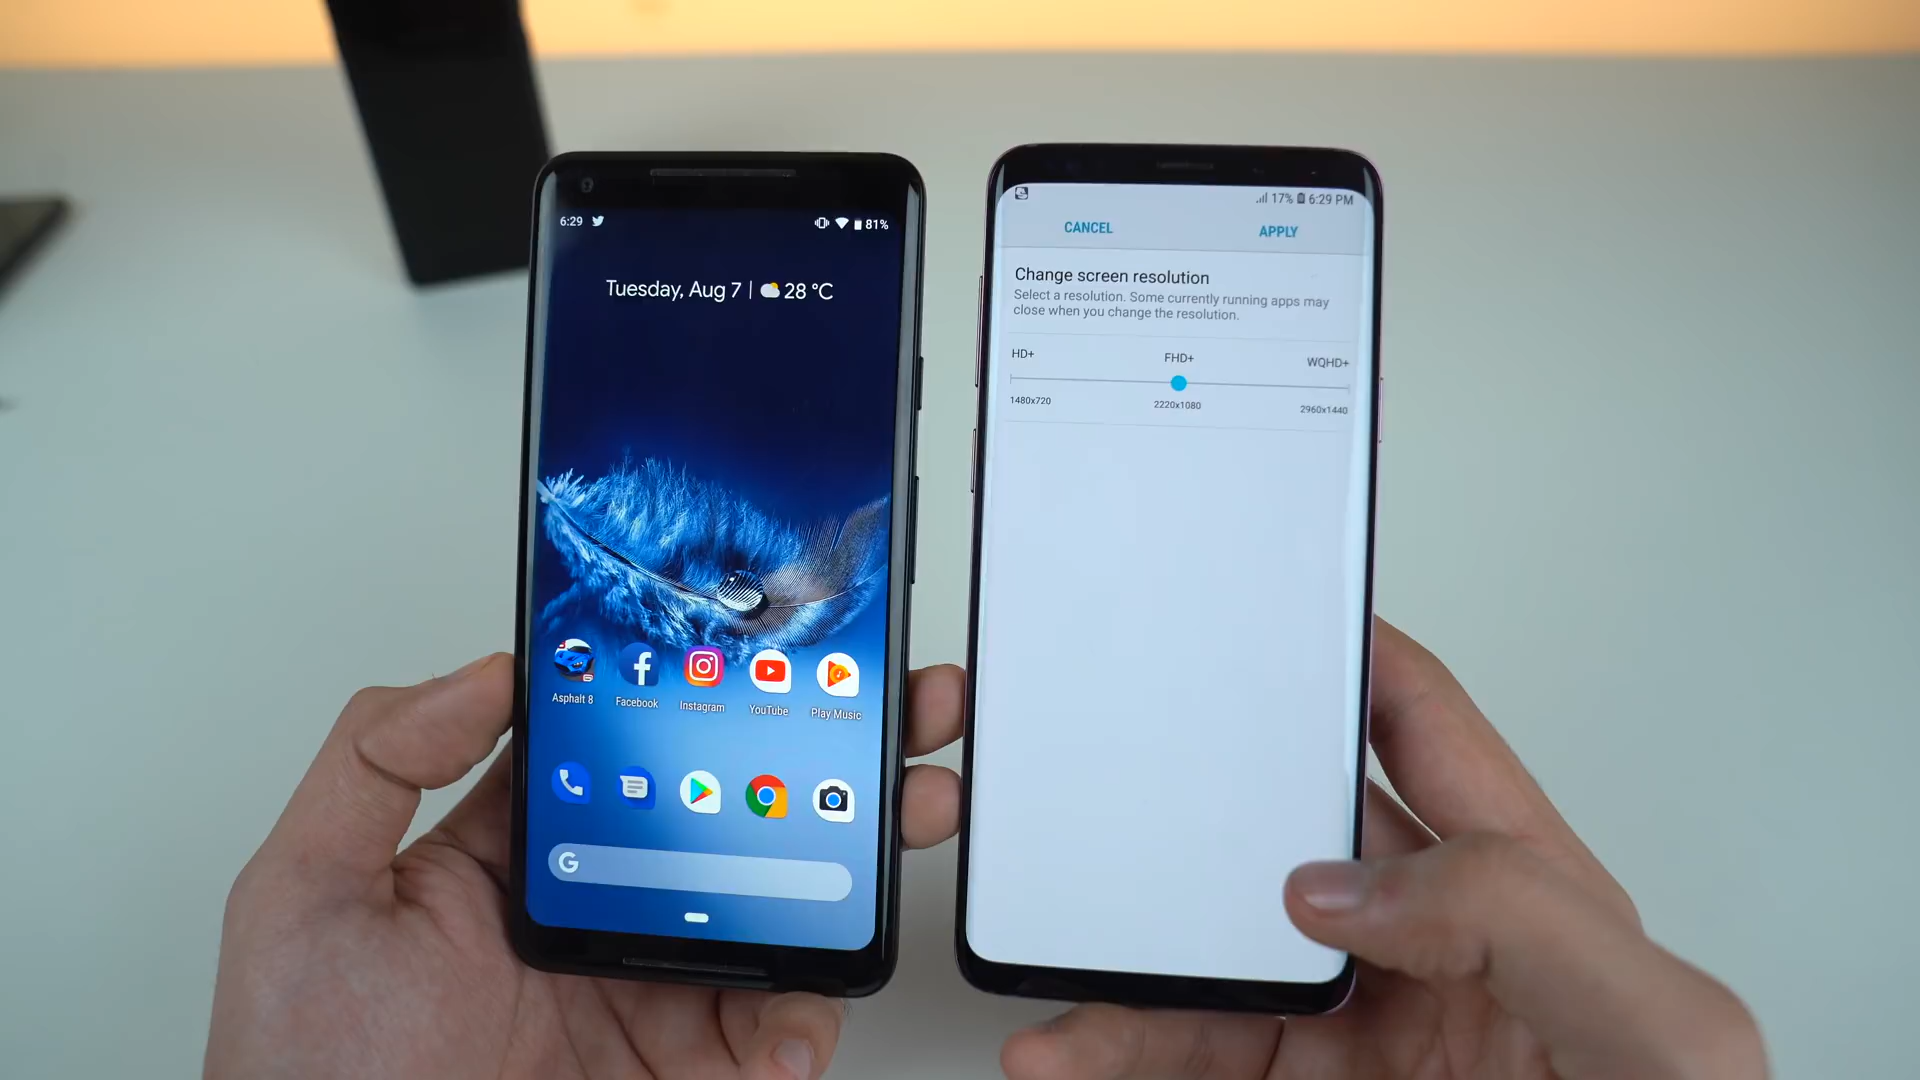 6:29
81%
Tuesday, Aug 7 | 28 °C
Asphalt 8
Facebook
Instagram
YouTube
Play Music
G
17% 6:29 PM
CANCEL
APPLY
Change screen resolution
Select a resolution. Some currently running apps may
close when you change the resolution.
HD+
FHD+
WQHD+
1480x720
2220x1080
2960x1440